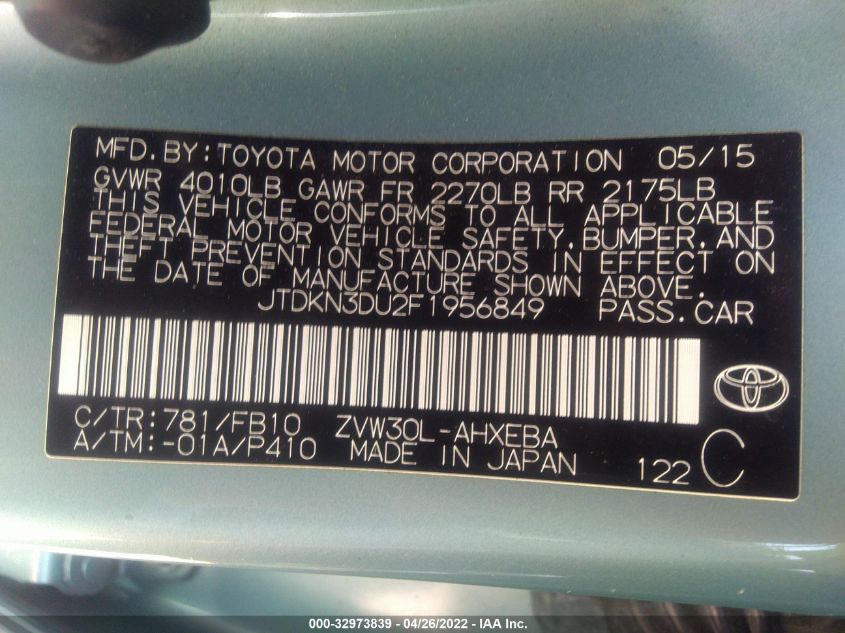 MFD.BY:TOYOTA MOTOR CORPORATION 05/15
GVWR 4010LB GAWR FR 2270LB RR 2175LB
THIS VEHICLE CONFORMS TO ALL APPLICABLE
FEDERAL MOTOR VEHICLE SAFETY,BUMPER,AND
THEFT PREVENTION STANDARDS IN EFFECT ON
THE DATE OF MANUFACTURE SHOWN ABOVE.
JTDKN3DU2F1956849 PASS.CAR
C/TR:781/FB10 ZVW30L-AHXEBA
A/TM:-01A/P410 MADE IN JAPAN 122 C
000-32973839 - 04/26/2022 - IAA Inc.